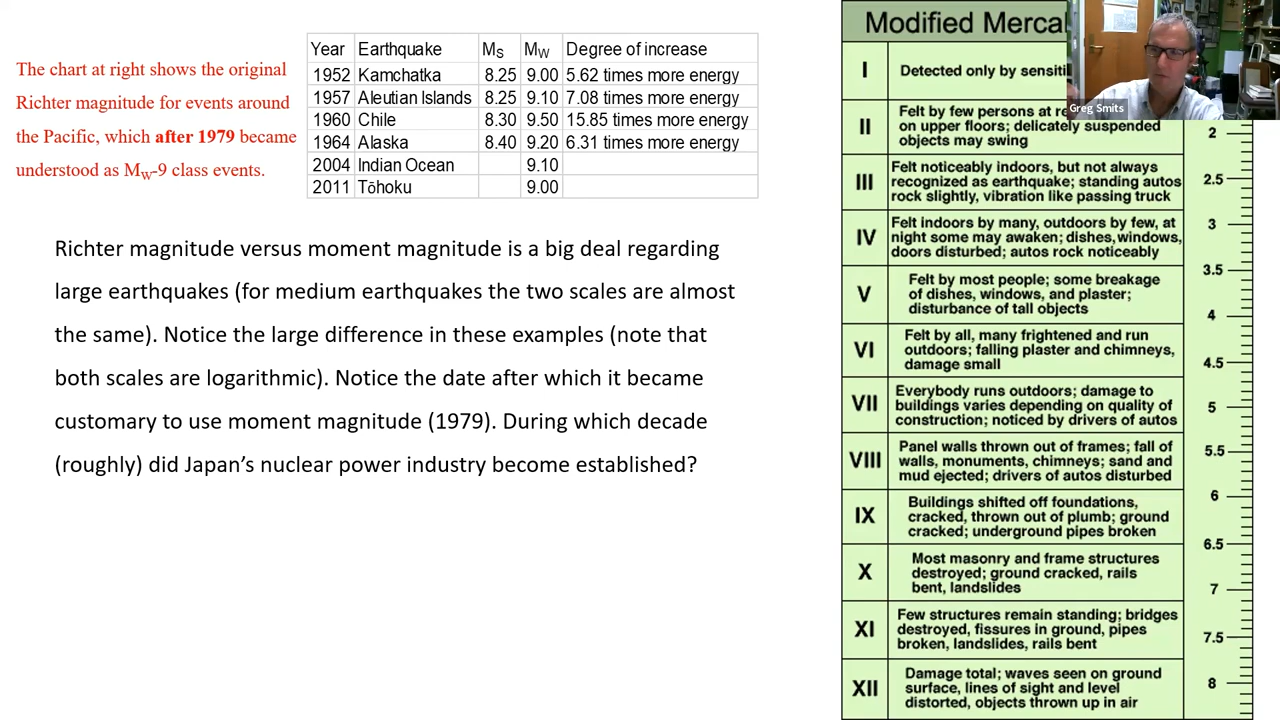 The chart at right shows the original
Richter magnitude for events around
the Pacific, which after 1979 became
understood as MW-9 class events.
Year Earthquake MS MW Degree of increase
1952 Kamchatka 8.25 9.00 5.62 times more energy
1957 Aleutian Islands 8.25 9.10 7.08 times more energy
1960 Chile 8.30 9.50 15.85 times more energy
1964 Alaska 8.40 9.20 6.31 times more energy
2004 Indian Ocean 9.10
2011 Tōhoku 9.00
Richter magnitude versus moment magnitude is a big deal regarding
large earthquakes (for medium earthquakes the two scales are almost
the same). Notice the large difference in these examples (note that
both scales are logarithmic). Notice the date after which it became
customary to use moment magnitude (1979). During which decade
(roughly) did Japan’s nuclear power industry become established?
Modified
I Detected only by
Greg Smits
II Felt by few persons at
on upper floors; delicately suspended
objects may swing
2
III Felt noticeably indoors, but not always
recognized as earthquake; standing autos
rock slightly, vibration like passing truck
2.5
IV Felt indoors by many, outdoors by few, at
night some may awaken; dishes, windows,
doors disturbed; autos rock noticeably
3
3.5
V Felt by most people; some breakage
of dishes, windows, and plaster;
disturbance of tall objects
4
VI Felt by all, many frightened and run
outdoors; falling plaster and chimneys,
damage small
4.5
VII Everybody runs outdoors; damage to
buildings varies depending on quality of
construction; noticed by drivers of autos
5
VIII Panel walls thrown out of frames; fall of
walls, monuments, chimneys; sand and
mud ejected; drivers of autos disturbed
5.5
6
IX Buildings shifted off foundations,
cracked, thrown out of plumb; ground
cracked; underground pipes broken
6.5
X Most masonry and frame structures
destroyed; ground cracked, rails
bent, landslides
7
XI Few structures remain standing; bridges
destroyed, fissures in ground, pipes
broken, landslides, rails bent
7.5
XII Damage total; waves seen on ground
surface, lines of sight and level
distorted, objects thrown up in air
8